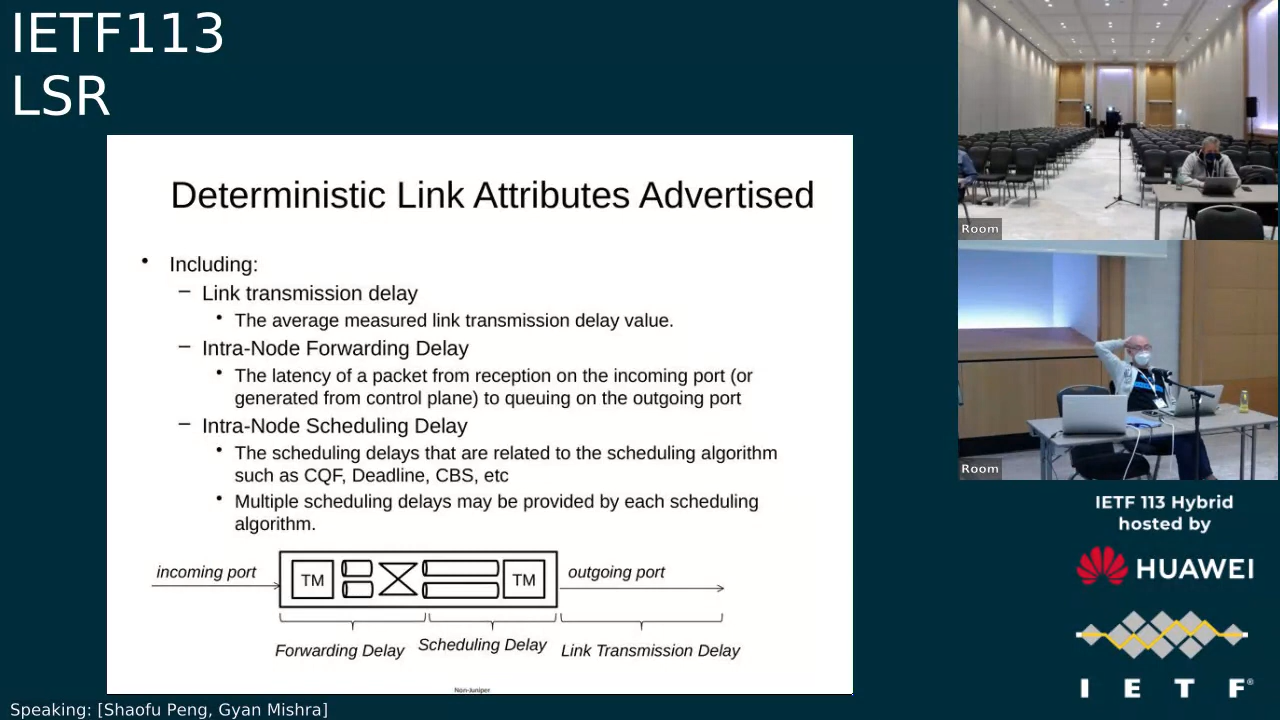 IETF113
LSR
Deterministic Link Attributes Advertised
• Including:
– Link transmission delay
• The average measured link transmission delay value.
– Intra-Node Forwarding Delay
• The latency of a packet from reception on the incoming port (or
generated from control plane) to queuing on the outgoing port
– Intra-Node Scheduling Delay
• The scheduling delays that are related to the scheduling algorithm
such as CQF, Deadline, CBS, etc
• Multiple scheduling delays may be provided by each scheduling
algorithm.
incoming port
TM
TM
outgoing port
Forwarding Delay
Scheduling Delay
Link Transmission Delay
Non-Juniper
Speaking: [Shaofu Peng, Gyan Mishra]
Room
Room
IETF 113 Hybrid
hosted by
HUAWEI
I E T F®